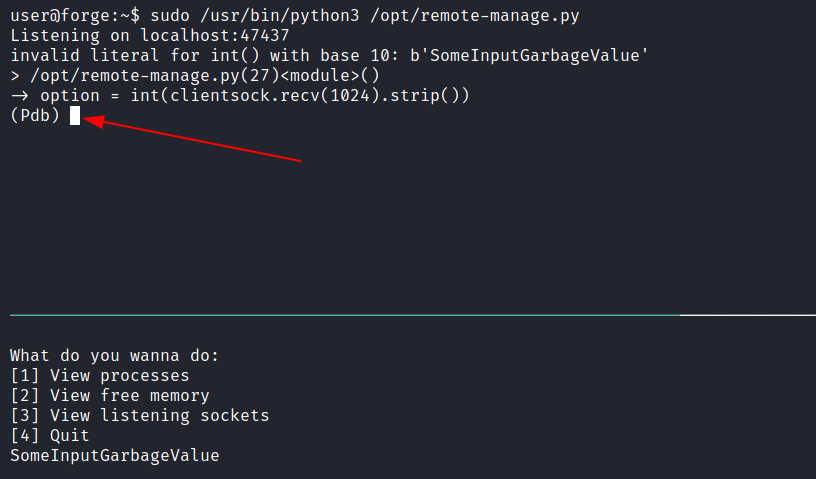 user@forge:~$ sudo /usr/bin/python3 /opt/remote-manage.py
Listening on localhost:47437
invalid literal for int() with base 10: b'SomeInputGarbageValue'
> /opt/remote-manage.py(27)<module>()
-> option = int(clientsock.recv(1024).strip())
(Pdb)
What do you wanna do:
[1] View processes
[2] View free memory
[3] View listening sockets
[4] Quit
SomeInputGarbageValue